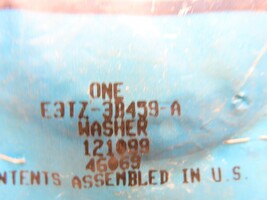 ONE
E3TZ-3B459-A
WASHER
121099
46069
NTENTS ASSEMBLED IN U.S.